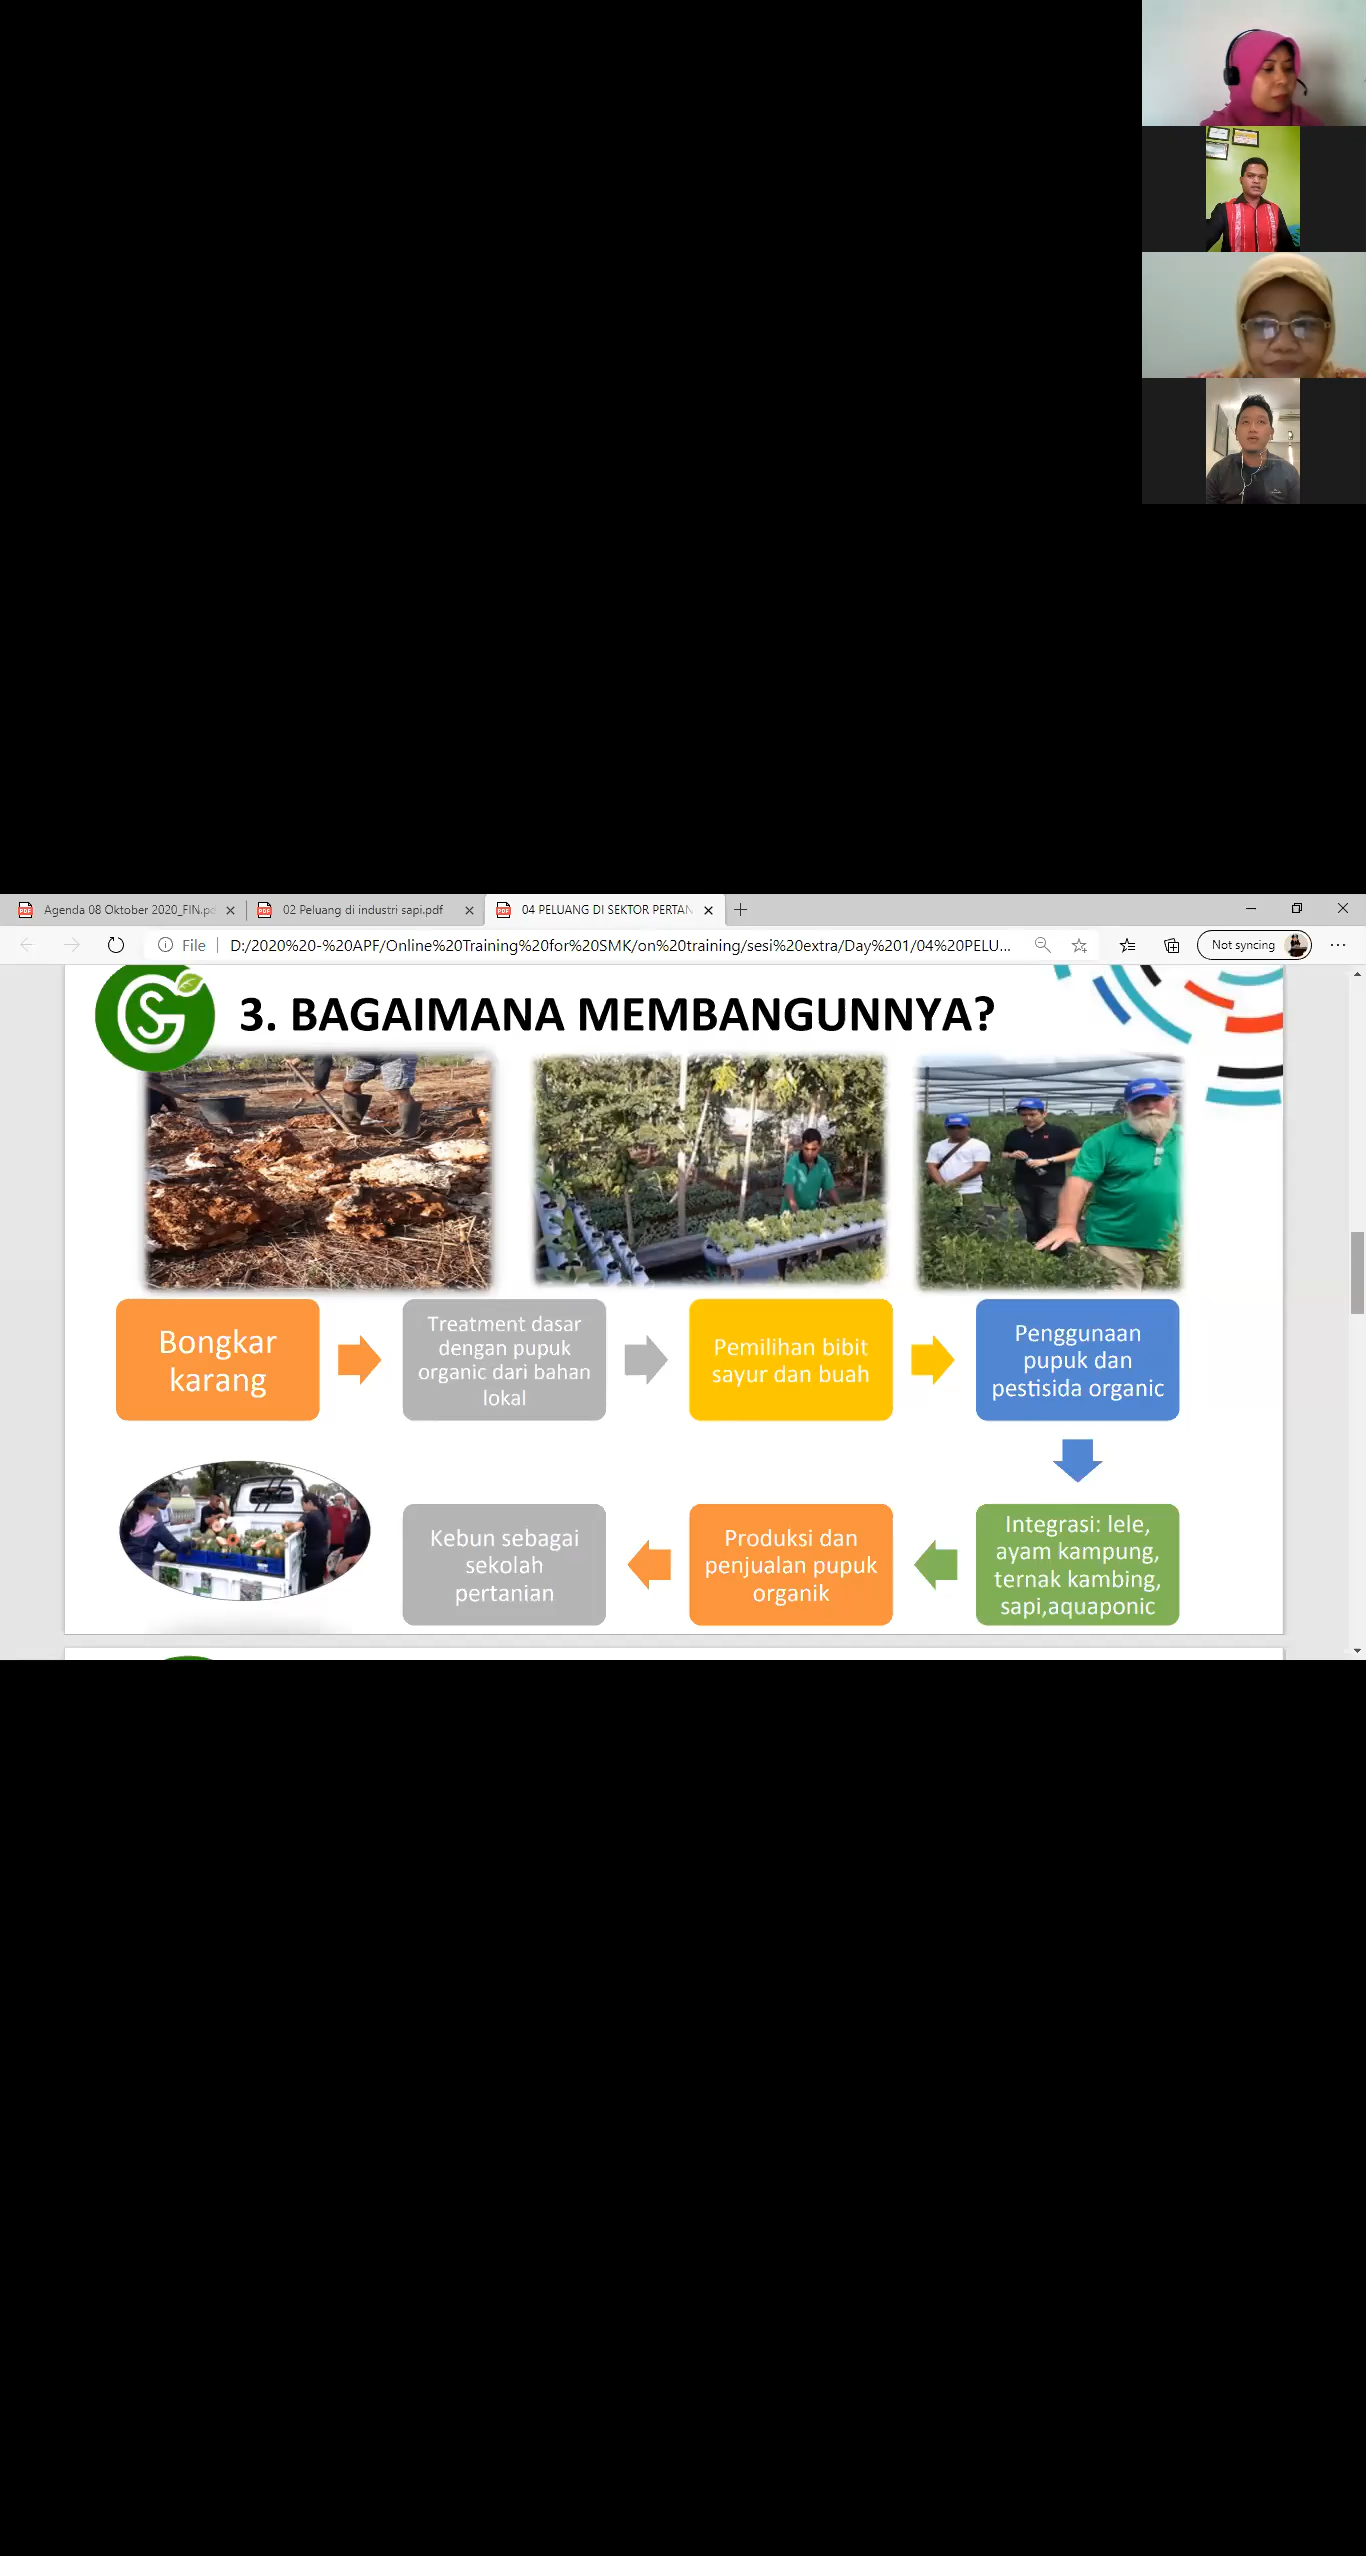 Agenda 08 Oktober 2020_FIN.pd
02 Peluang di industri sapi.pdf
04 PELUANG DI SEKTOR PERTAN
File
D:/2020%20-%20APF/Online%20Training%20for%20SMK/on%20training/sesi%20extra/Day%201/04%20PELU...
Not syncing
3. BAGAIMANA MEMBANGUNNYA?
Bongkar
karang
Treatment dasar
dengan pupuk
organic dari bahan
lokal
Pemilihan bibit
sayur dan buah
Penggunaan
pupuk dan
pestisida organic
Integrasi: lele,
ayam kampung,
ternak kambing,
sapi,aquaponic
Produksi dan
penjualan pupuk
organik
Kebun sebagai
sekolah
pertanian